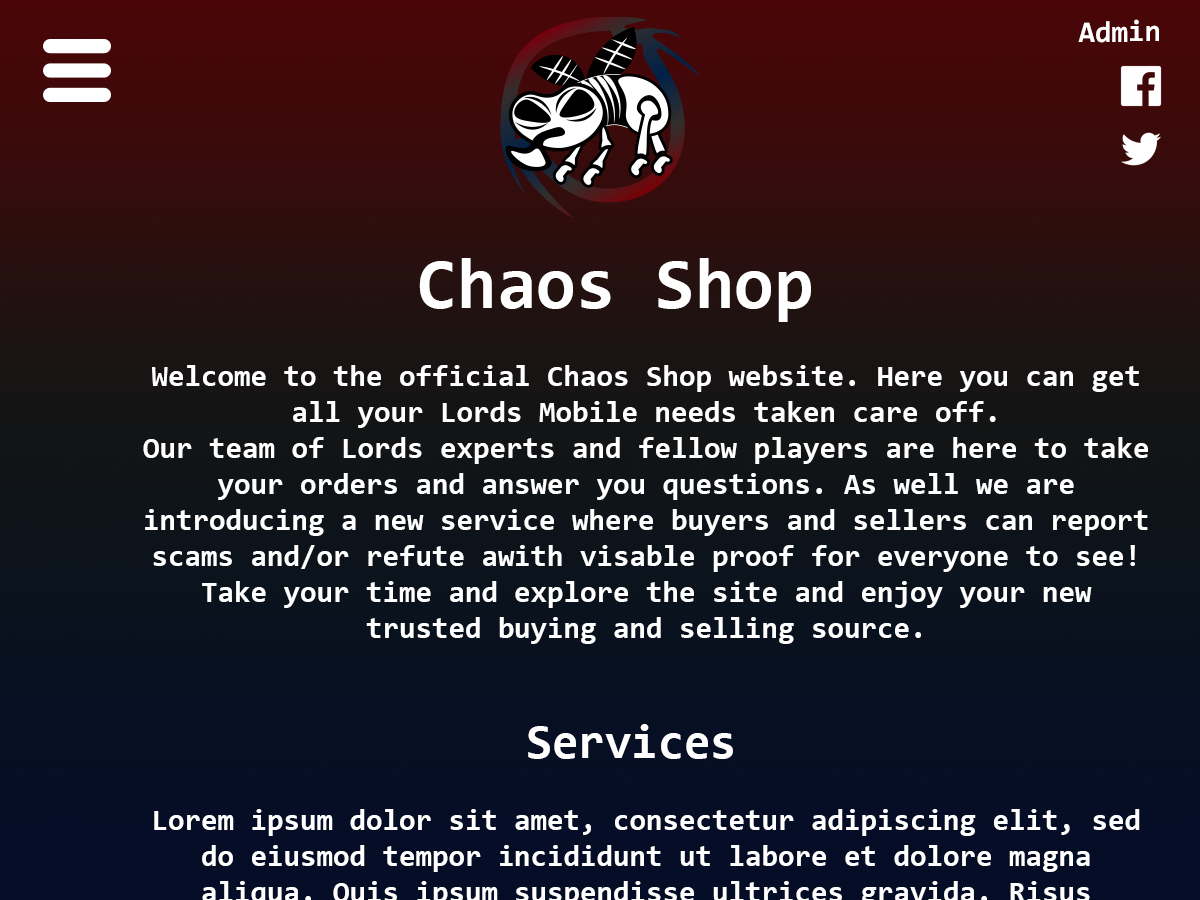 Admin
Chaos Shop
Welcome to the official Chaos Shop website. Here you can get
all your Lords Mobile needs taken care off.
Our team of Lords experts and fellow players are here to take
your orders and answer you questions. As well we are
introducing a new service where buyers and sellers can report
scams and/or refute awith visable proof for everyone to see!
Take your time and explore the site and enjoy your new
trusted buying and selling source.
Services
Lorem ipsum dolor sit amet, consectetur adipiscing elit, sed
do eiusmod tempor incididunt ut labore et dolore magna
aliqua. Quis ipsum suspendisse ultrices gravida. Risus